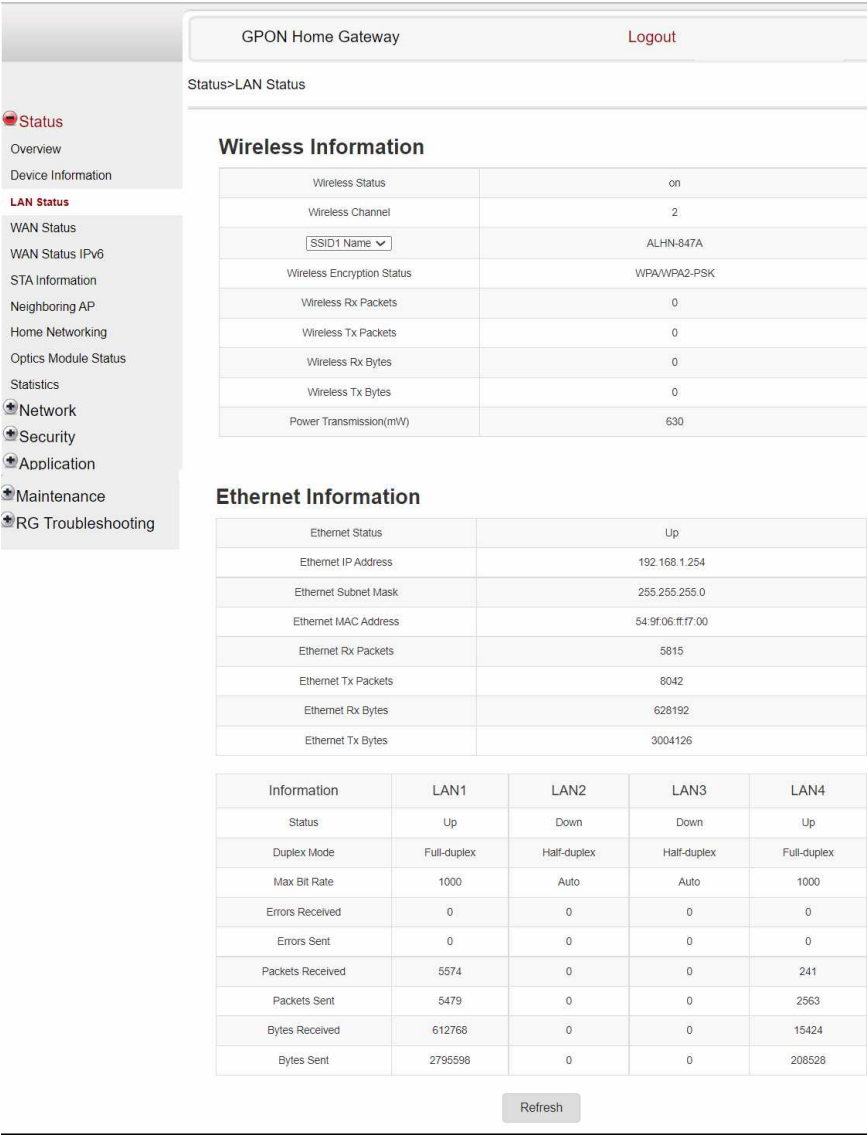 GPON Home Gateway Logout
Status>LAN Status
Status
Overview
Device Information
LAN Status
WAN Status
WAN Status IPv6
STA Information
Neighboring AP
Home Networking
Optics Module Status
Statistics
Network
Security
Application
Maintenance
RG Troubleshooting
Wireless Information
Wireless Status on
Wireless Channel 2
SSID1 Name ALHN-847A
Wireless Encryption Status WPA/WPA2-PSK
Wireless Rx Packets 0
Wireless Tx Packets 0
Wireless Rx Bytes 0
Wireless Tx Bytes 0
Power Transmission(mW) 630
Ethernet Information
Ethernet Status Up
Ethernet IP Address 192.168.1.254
Ethernet Subnet Mask 255.255.255.0
Ethernet MAC Address 54:9f:06:ff:f7:00
Ethernet Rx Packets 5815
Ethernet Tx Packets 8042
Ethernet Rx Bytes 628192
Ethernet Tx Bytes 3004126
Information LAN1 LAN2 LAN3 LAN4
Status Up Down Down Up
Duplex Mode Full-duplex Half-duplex Half-duplex Full-duplex
Max Bit Rate 1000 Auto Auto 1000
Errors Received 0 0 0 0
Errors Sent 0 0 0 0
Packets Received 5574 0 0 241
Packets Sent 5479 0 0 2563
Bytes Received 612768 0 0 15424
Bytes Sent 2795598 0 0 208528
Refresh